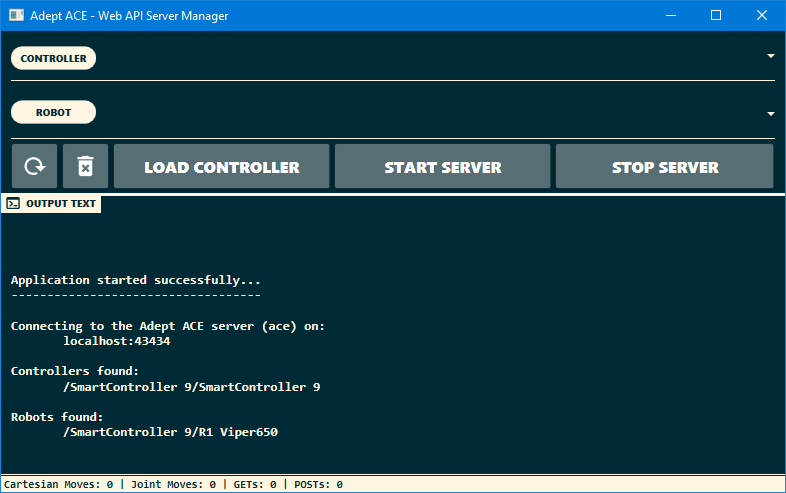 Adept ACE - Web API Server Manager
CONTROLLER
ROBOT
LOAD CONTROLLER
START SERVER
STOP SERVER
OUTPUT TEXT
Application started successfully...
-----------------------------------
Connecting to the Adept ACE server (ace) on:
localhost:43434
Controllers found:
/SmartController 9/SmartController 9
Robots found:
/SmartController 9/R1 Viper650
Cartesian Moves: 0 | Joint Moves: 0 | GETs: 0 | POSTs: 0